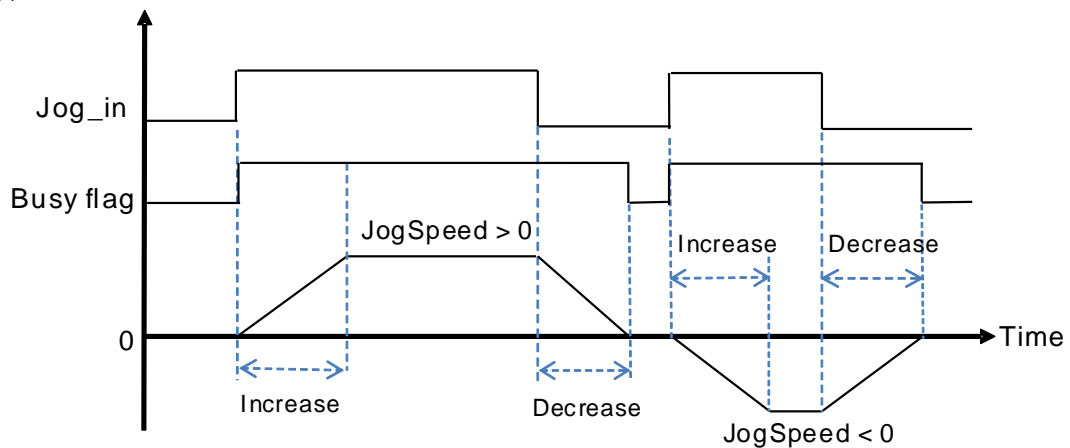 Jog_in
Busy flag
JogSpeed > 0
Increase
Decrease
0
Time
Increase
Decrease
JogSpeed < 0